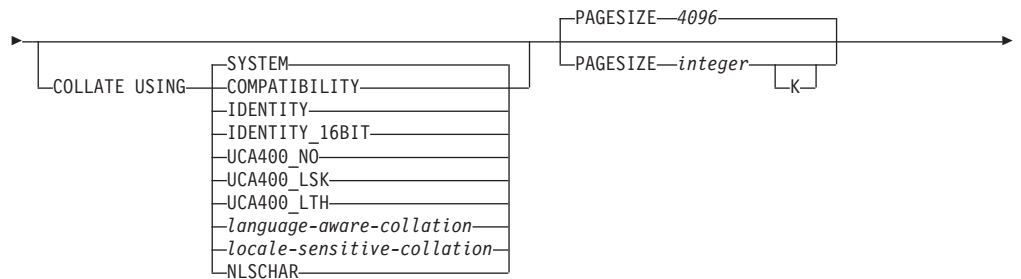 PAGESIZE 4096
PAGESIZE integer K
COLLATE USING SYSTEM
COMPATIBILITY
IDENTITY
IDENTITY_16BIT
UCA400_NO
UCA400_LSK
UCA400_LTH
language-aware-collation
locale-sensitive-collation
NLSCHAR